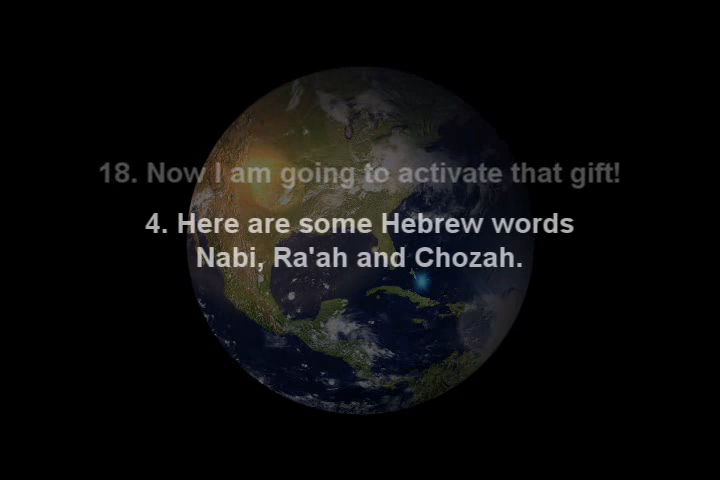 18. Now I am going to activate that gift!
4. Here are some Hebrew words
Nabi, Ra'ah and Chozah.